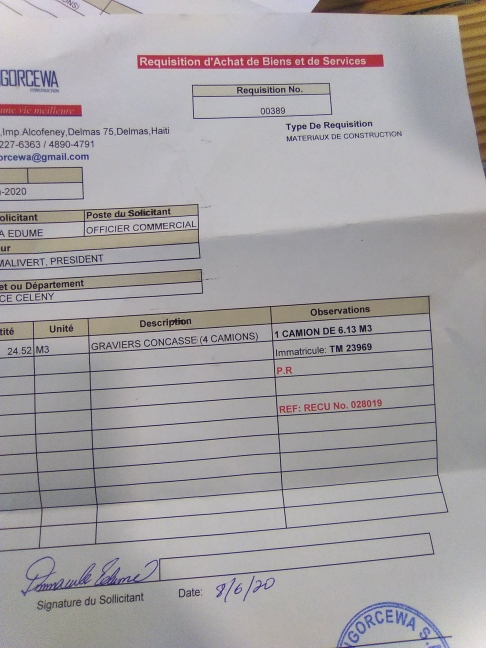 Requisition d'Achat de Biens et de Services
GORCEWA
CONSTRUCTION
une vie meilleure
Requisition No.
00389
,Imp.Alcofeney,Delmas 75,Delmas,Haiti
227-6363 / 4890-4791
orcewa@gmail.com
Type De Requisition
MATERIAUX DE CONSTRUCTION
-2020
olicitant Poste du Solicitant
A EDUME OFFICIER COMMERCIAL
ur
MALIVERT, PRESIDENT
et ou Département
CE CELENY
tité Unité Description Observations
24.52 M3 GRAVIERS CONCASSE (4 CAMIONS) 1 CAMION DE 6.13 M3
Immatricule: TM 23969
P.R
REF: RECU No. 028019
Signature du Sollicitant
Date: 8/6/20
NGORCEWA S.A